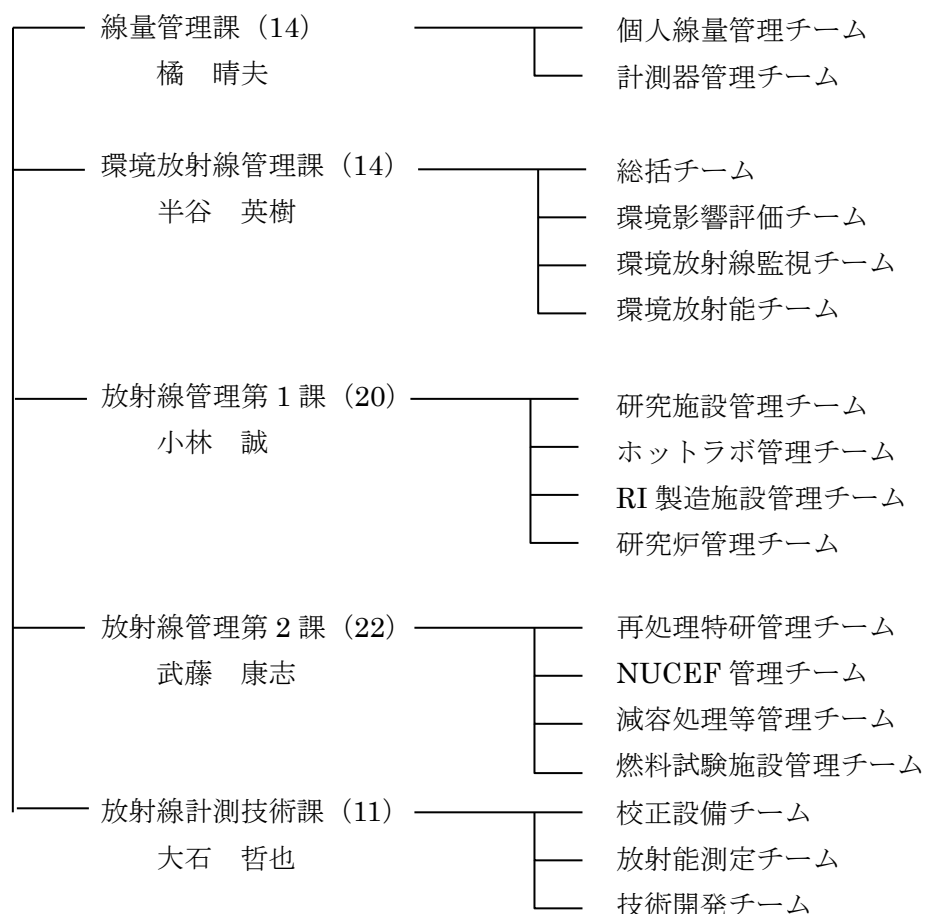 線量管理課(14)
橘 晴夫
個人線量管理チーム
計測器管理チーム
環境放射線管理課(14)
半谷 英樹
総括チーム
環境影響評価チーム
環境放射線監視チーム
環境放射能チーム
放射線管理第1課(20)
小林 誠
研究施設管理チーム
ホットラボ管理チーム
RI製造施設管理チーム
研究炉管理チーム
放射線管理第2課(22)
武藤 康志
再処理特研管理チーム
NUCEF管理チーム
減容処理等管理チーム
燃料試験施設管理チーム
放射線計測技術課(11)
大石 哲也
校正設備チーム
放射能測定チーム
技術開発チーム